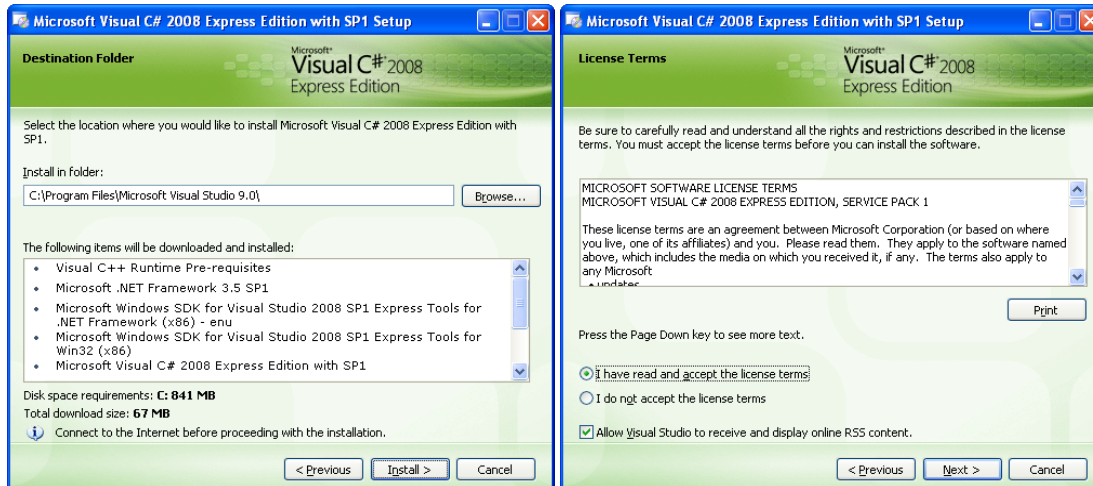 Microsoft Visual C# 2008 Express Edition with SP1 Setup
Destination Folder
Microsoft®
Visual C#® 2008
Express Edition
Select the location where you would like to install Microsoft Visual C# 2008 Express Edition with
SP1.
Install in folder:
C:\Program Files\Microsoft Visual Studio 9.0\
Browse...
The following items will be downloaded and installed:
• Visual C++ Runtime Pre-requisites
• Microsoft .NET Framework 3.5 SP1
• Microsoft Windows SDK for Visual Studio 2008 SP1 Express Tools for
.NET Framework (x86) - enu
• Microsoft Windows SDK for Visual Studio 2008 SP1 Express Tools for
Win32 (x86)
• Microsoft Visual C# 2008 Express Edition with SP1
Disk space requirements: C: 841 MB
Total download size: 67 MB
Connect to the Internet before proceeding with the installation.
< Previous
Install >
Cancel
Microsoft Visual C# 2008 Express Edition with SP1 Setup
License Terms
Microsoft®
Visual C#® 2008
Express Edition
Be sure to carefully read and understand all the rights and restrictions described in the license
terms. You must accept the license terms before you can install the software.
MICROSOFT SOFTWARE LICENSE TERMS
MICROSOFT VISUAL C# 2008 EXPRESS EDITION, SERVICE PACK 1
These license terms are an agreement between Microsoft Corporation (or based on where
you live, one of its affiliates) and you. Please read them. They apply to the software named
above, which includes the media on which you received it, if any. The terms also apply to
any Microsoft
• updates
Print
Press the Page Down key to see more text.
I have read and accept the license terms
I do not accept the license terms
Allow Visual Studio to receive and display online RSS content.
< Previous
Next >
Cancel